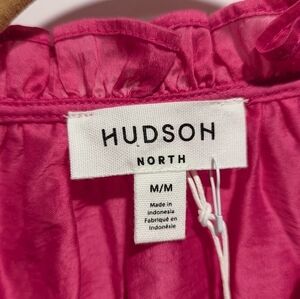 HUDSON
NORTH
M/M
Made in
Indonesia
Fabriqué en
Indonésie